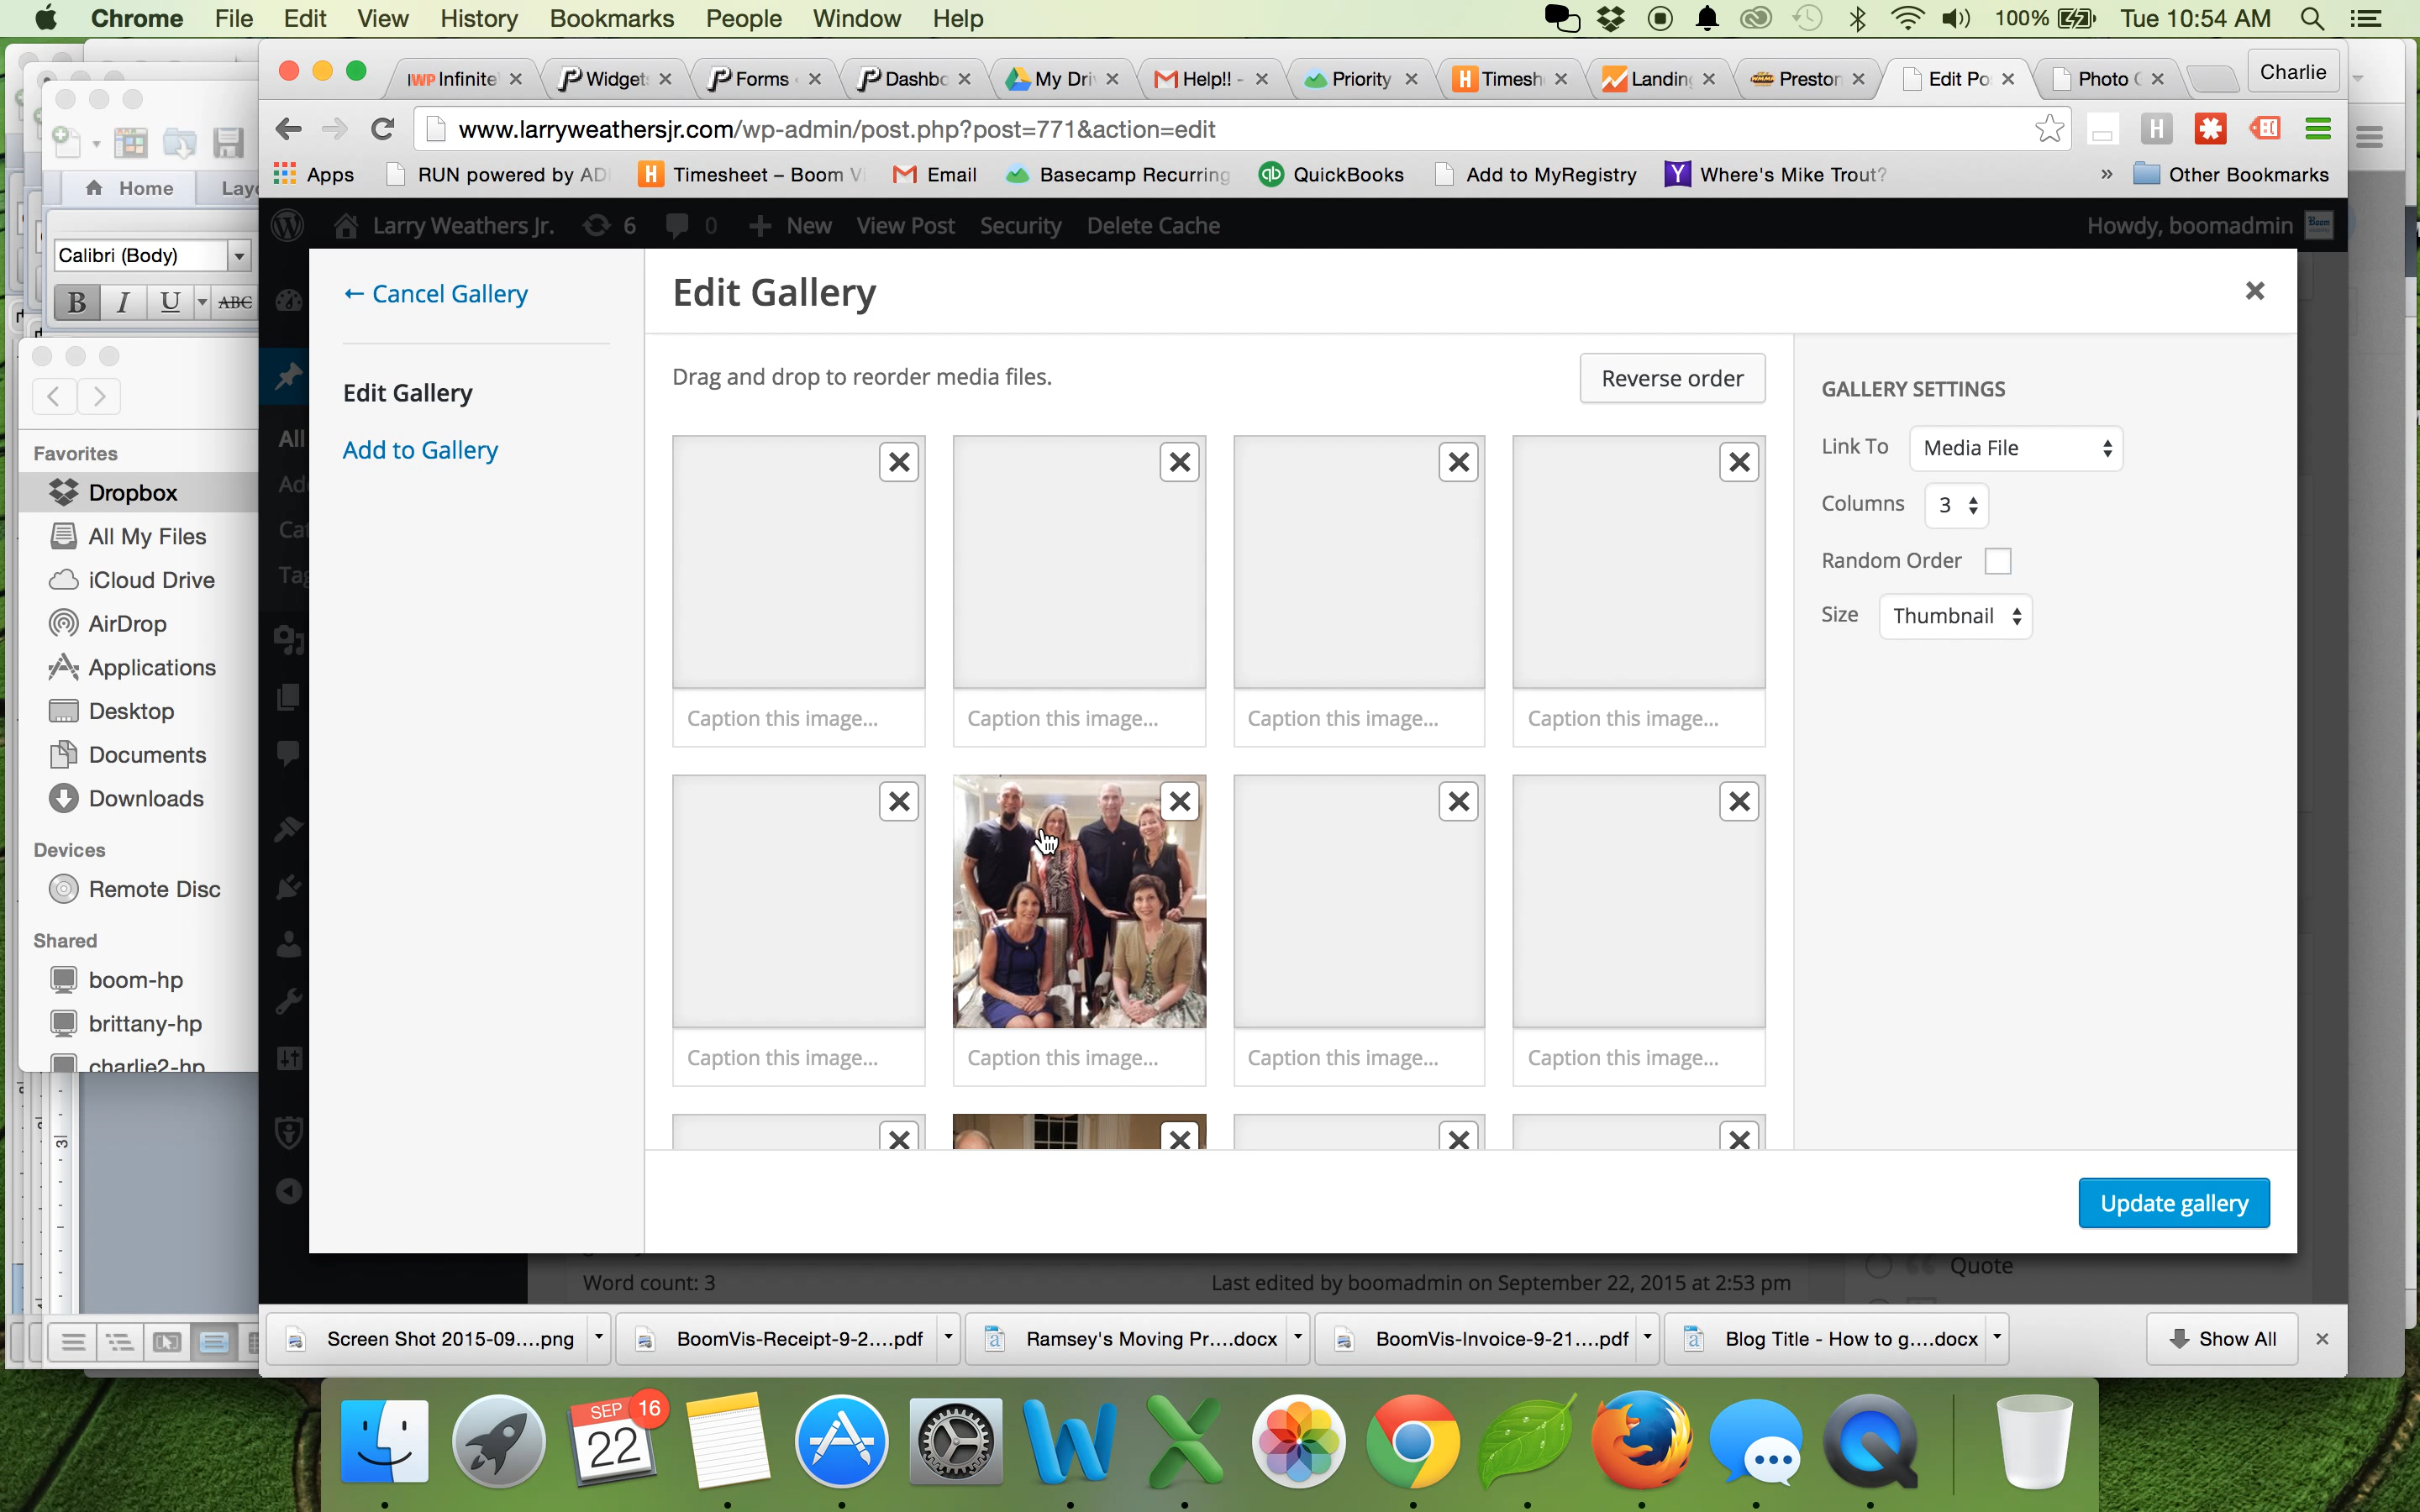 Chrome File Edit View History Bookmarks People Window Help 100% Tue 10:54 AM
Infinite Widget Forms Dashbo My Dri Help!! - Priority Timesh Landin Preston Edit Po Photo Charlie
www.larryweathersjr.com/wp-admin/post.php?post=771&action=edit
Apps RUN powered by AD Timesheet – Boom Vi Email Basecamp Recurring QuickBooks Add to MyRegistry Where's Mike Trout? » Other Bookmarks
Larry Weathers Jr. 6 0 New View Post Security Delete Cache Howdy, boomadmin
Home Layo
Calibri (Body)
B I U ABC
← Cancel Gallery
Edit Gallery
Edit Gallery
Add to Gallery
Drag and drop to reorder media files.
Reverse order
GALLERY SETTINGS
Link To Media File
Columns 3
Random Order
Size Thumbnail
Caption this image... Caption this image... Caption this image... Caption this image...
Caption this image... Caption this image... Caption this image... Caption this image...
Update gallery
Favorites
Dropbox
All My Files
iCloud Drive
AirDrop
Applications
Desktop
Documents
Downloads
Devices
Remote Disc
Shared
boom-hp
brittany-hp
charlie2-hp
All
Quote
Word count: 3 Last edited by boomadmin on September 22, 2015 at 2:53 pm
Screen Shot 2015-09....png BoomVis-Receipt-9-2....pdf Ramsey's Moving Pr....docx BoomVis-Invoice-9-21....pdf Blog Title - How to g....docx Show All
SEP 16
22